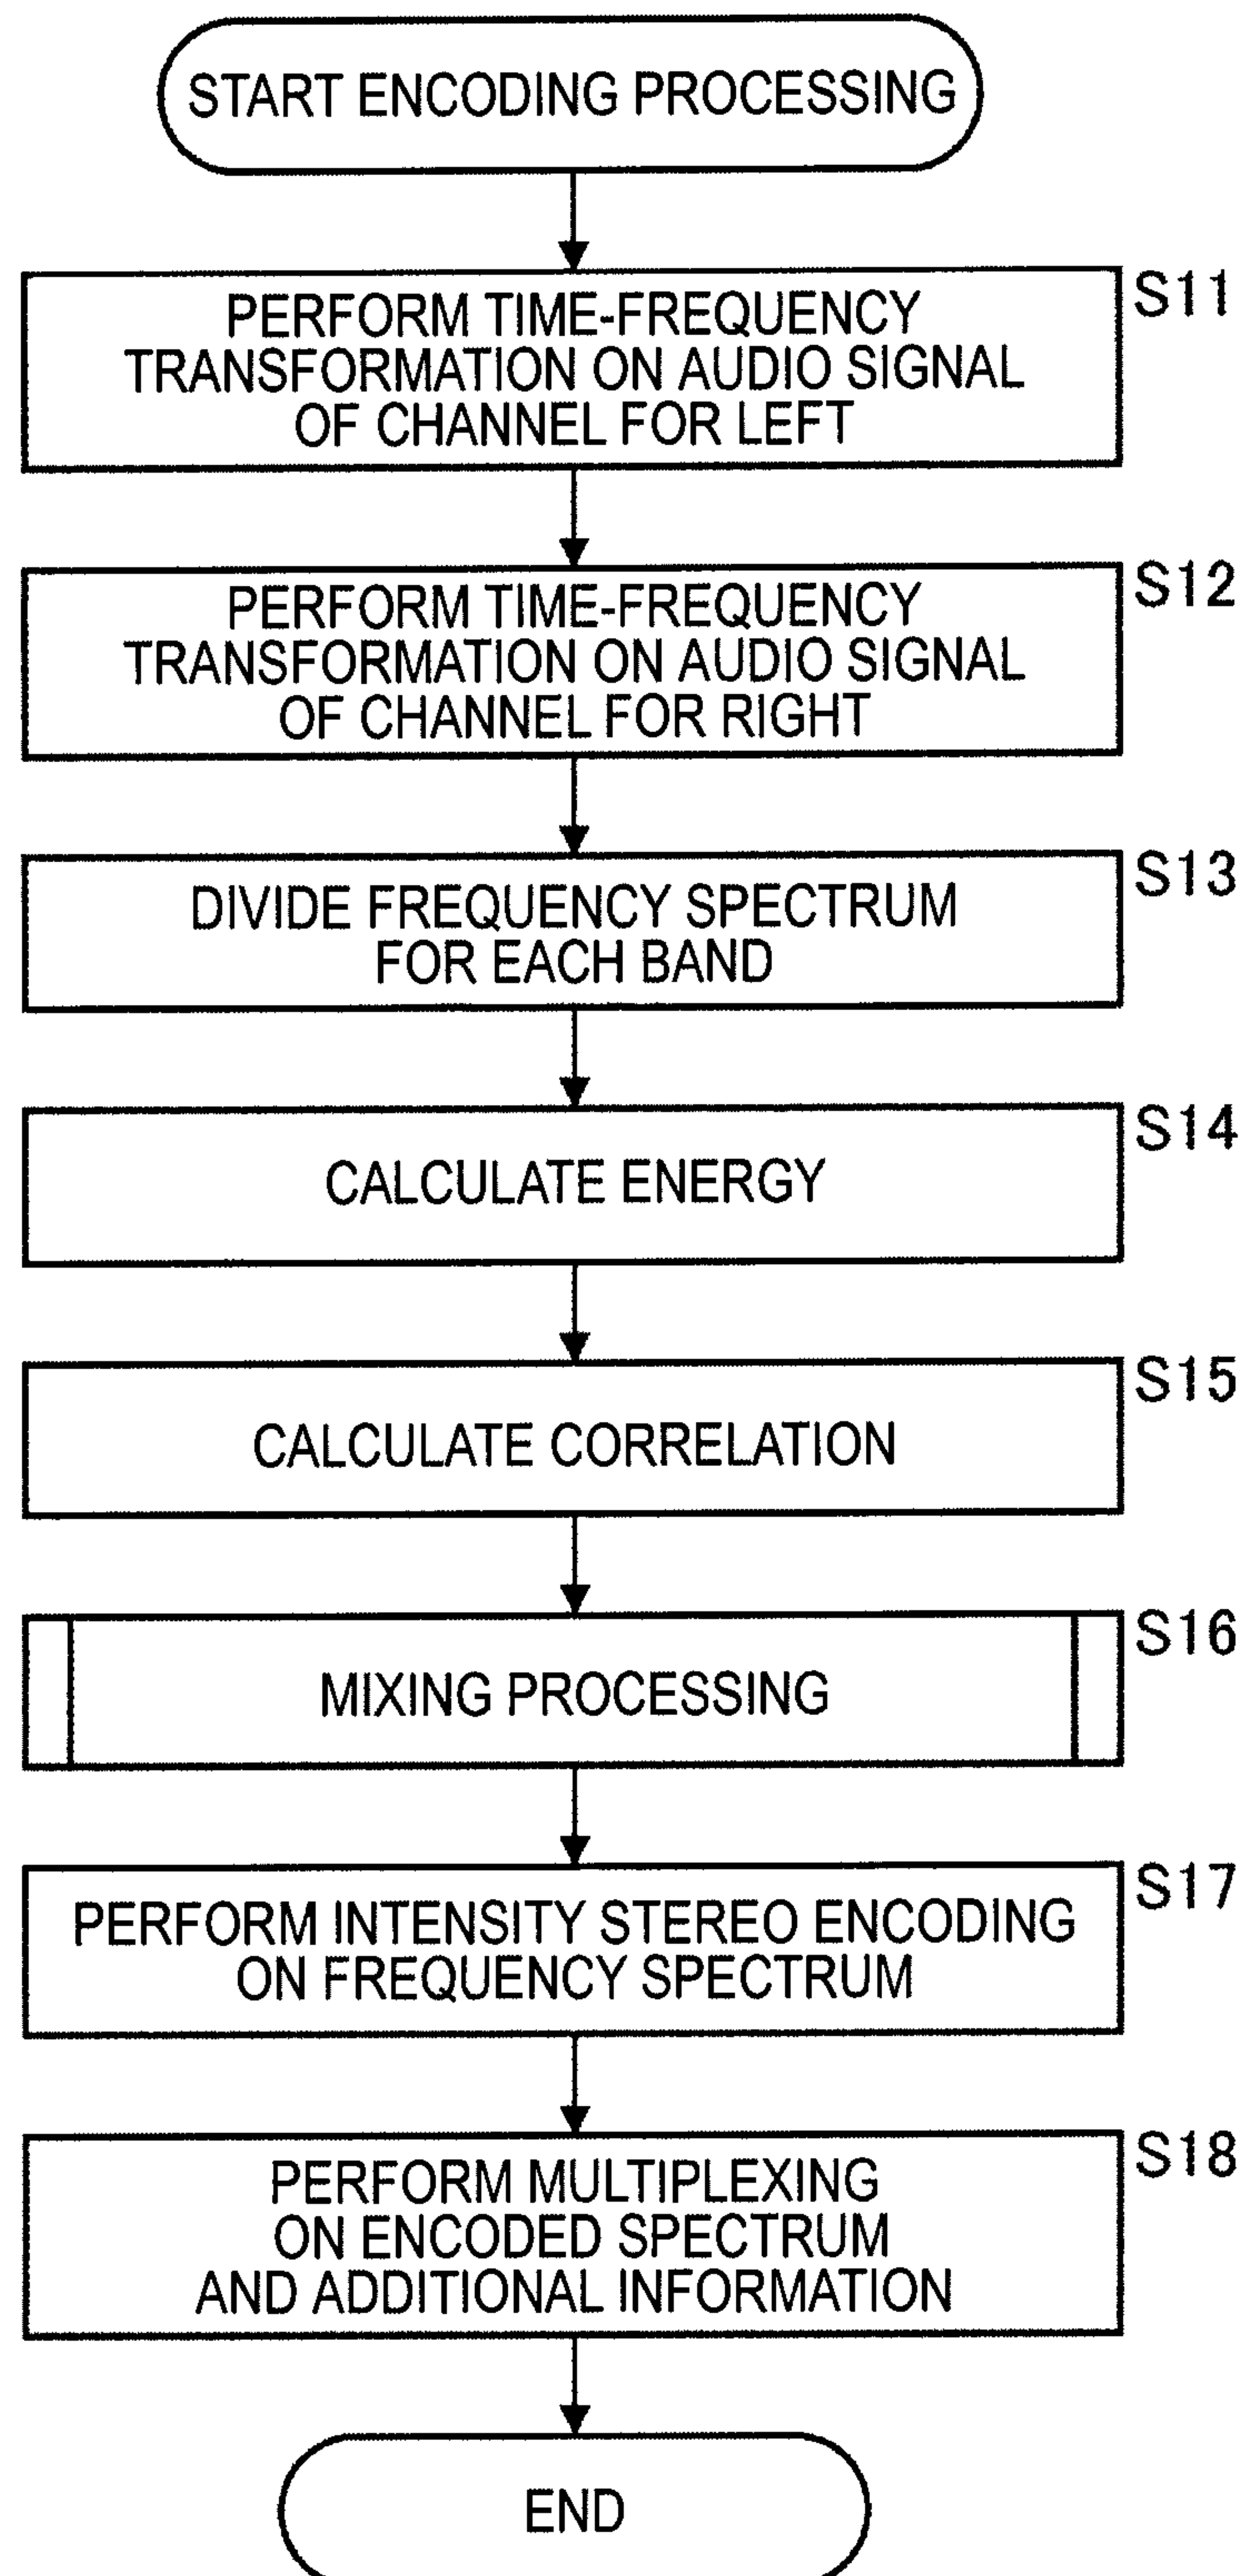 START ENCODING PROCESSING
S11
PERFORM TIME-FREQUENCY
TRANSFORMATION ON AUDIO SIGNAL
OF CHANNEL FOR LEFT
S12
PERFORM TIME-FREQUENCY
TRANSFORMATION ON AUDIO SIGNAL
OF CHANNEL FOR RIGHT
S13
DIVIDE FREQUENCY SPECTRUM
FOR EACH BAND
S14
CALCULATE ENERGY
S15
CALCULATE CORRELATION
S16
MIXING PROCESSING
S17
PERFORM INTENSITY STEREO ENCODING
ON FREQUENCY SPECTRUM
S18
PERFORM MULTIPLEXING
ON ENCODED SPECTRUM
AND ADDITIONAL INFORMATION
END